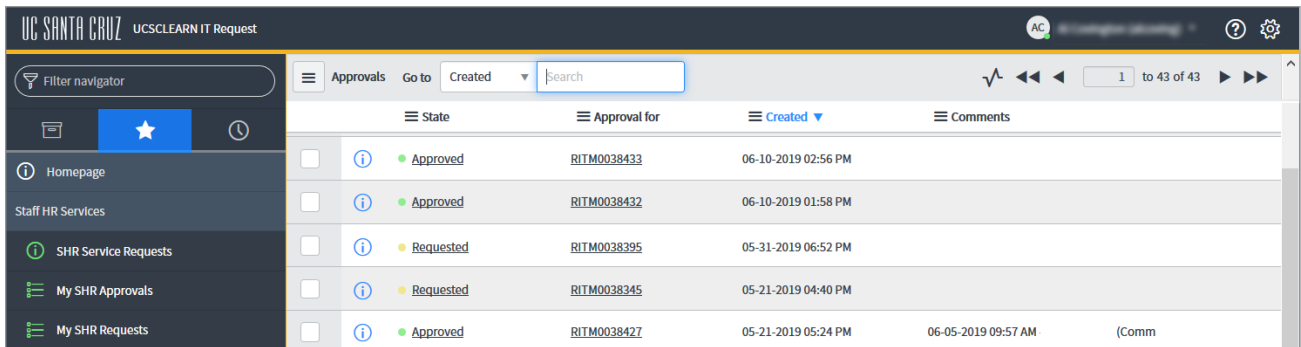 UC SANTA CRUZ UCSCLEARN IT Request AC
Filter navigator
Approvals Go to Created Search 1 to 43 of 43
State Approval for Created Comments
Homepage
Approved RITM0038433 06-10-2019 02:56 PM
Staff HR Services
Approved RITM0038432 06-10-2019 01:58 PM
SHR Service Requests
Requested RITM0038395 05-31-2019 06:52 PM
My SHR Approvals
Requested RITM0038345 05-21-2019 04:40 PM
My SHR Requests
Approved RITM0038427 05-21-2019 05:24 PM 06-05-2019 09:57 AM (Comm